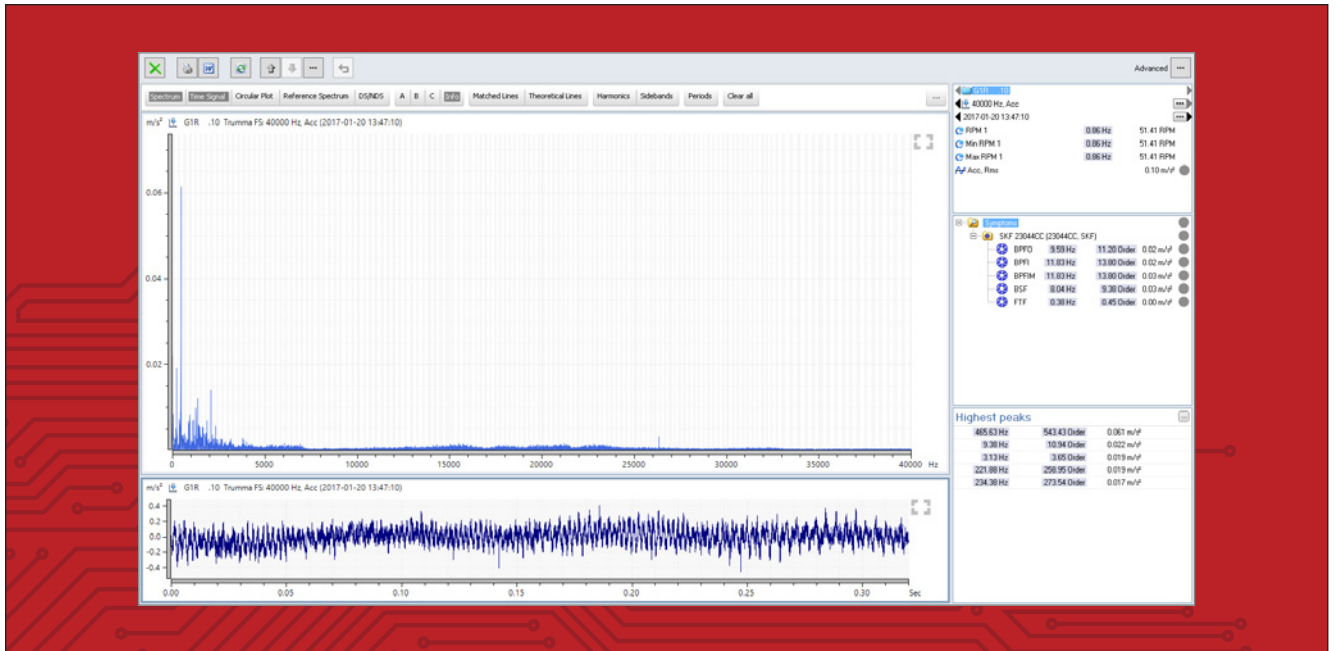 Advanced
Spectrum Time Signal Circular Plot Reference Spectrum DS/NDS A B C Info Matched Lines Theoretical Lines Harmonics Sidebands Periods Clear all
m/s² G1R .10 Trumma FS: 40000 Hz, Acc (2017-01-20 13:47:10)
0.06
0.04
0.02
0 5000 10000 15000 20000 25000 30000 35000 40000 Hz
m/s² G1R .10 Trumma FS: 40000 Hz, Acc (2017-01-20 13:47:10)
0.4
0.2
0.0
-0.2
-0.4
0.00 0.05 0.10 0.15 0.20 0.25 0.30 Sec
G1R .10
40000 Hz, Acc
2017-01-20 13:47:10
RPM 1 0.86 Hz 51.41 RPM
Min RPM 1 0.86 Hz 51.41 RPM
Max RPM 1 0.86 Hz 51.41 RPM
Acc, Rms 0.10 m/s²
Symptoms
SKF 23044CC (23044CC, SKF)
BPFO 9.59 Hz 11.20 Order 0.02 m/s²
BPFI 11.83 Hz 13.80 Order 0.02 m/s²
BPFIM 11.83 Hz 13.80 Order 0.03 m/s²
BSF 8.04 Hz 9.38 Order 0.03 m/s²
FTF 0.38 Hz 0.45 Order 0.00 m/s²
Highest peaks
465.63 Hz 543.43 Order 0.061 m/s²
9.38 Hz 10.94 Order 0.022 m/s²
3.13 Hz 3.65 Order 0.019 m/s²
221.88 Hz 258.95 Order 0.019 m/s²
234.38 Hz 273.54 Order 0.017 m/s²